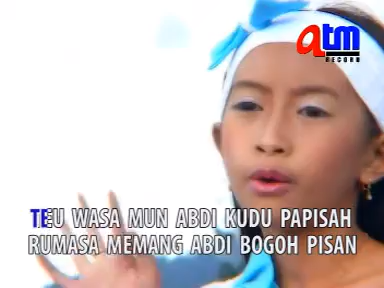 atm
RECORD
TEU WASA MUN ABDI KUDU PAPISAH
RUMASA MEMANG ABDI BOGOH PISAN